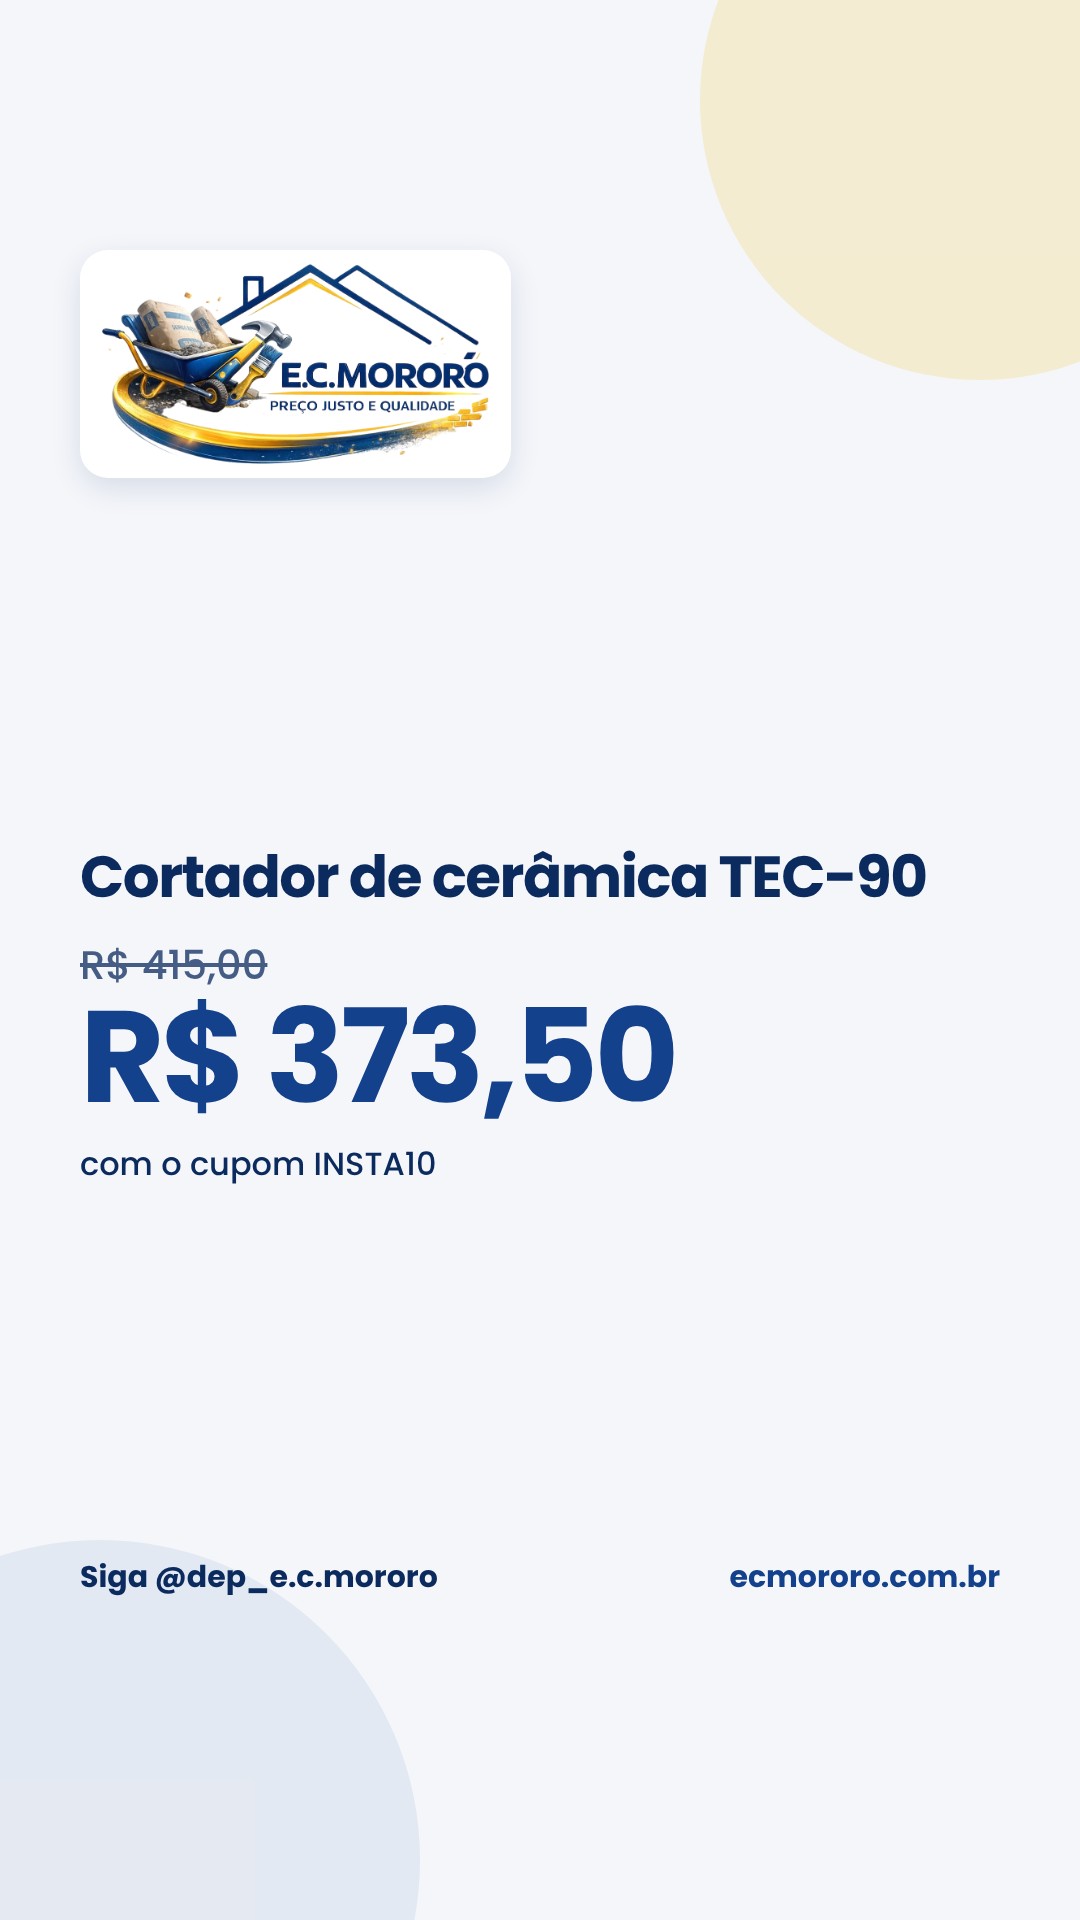 E.C.MORORÓ
PREÇO JUSTO E QUALIDADE
Cortador de cerâmica TEC-90
R$ 415,00
R$ 373,50
com o cupom INSTA10
Siga @dep_e.c.mororo
ecmororo.com.br